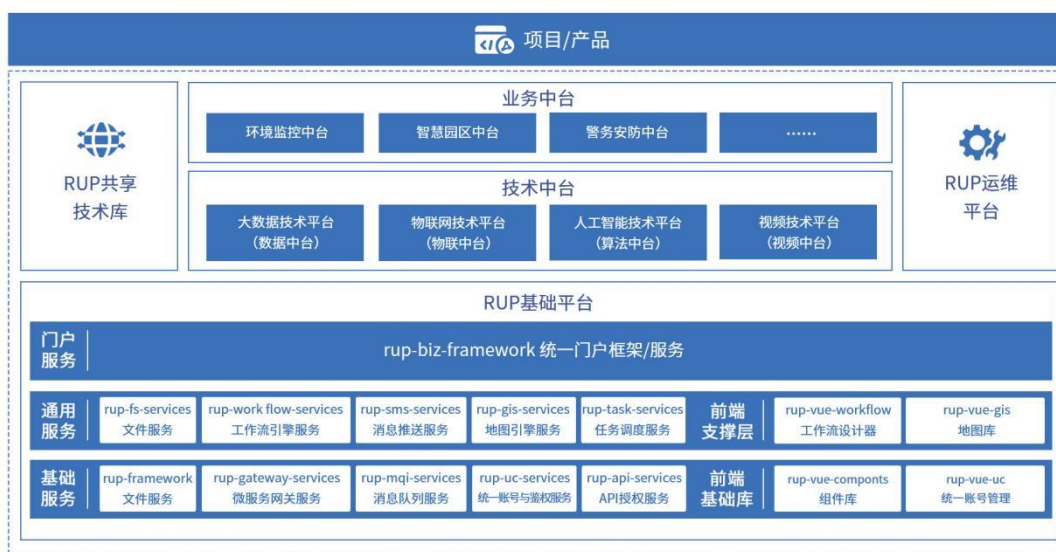 项目/产品
RUP共享
技术库
业务中台
环境监控中台
智慧园区中台
警务安防中台
……
技术中台
大数据技术平台
（数据中台）
物联网技术平台
（物联中台）
人工智能技术平台
（算法中台）
视频技术平台
（视频中台）
RUP运维
平台
RUP基础平台
门户
服务
rup-biz-framework 统一门户框架/服务
通用
服务
rup-fs-services
文件服务
rup-work flow-services
工作流引擎服务
rup-sms-services
消息推送服务
rup-gis-services
地图引擎服务
rup-task-services
任务调度服务
前端
支撑层
rup-vue-workflow
工作流设计器
rup-vue-gis
地图库
基础
服务
rup-framework
文件服务
rup-gateway-services
微服务网关服务
rup-mqi-services
消息队列服务
rup-uc-services
统一账号与鉴权服务
rup-api-services
API授权服务
前端
基础库
rup-vue-componts
组件库
rup-vue-uc
统一账号管理